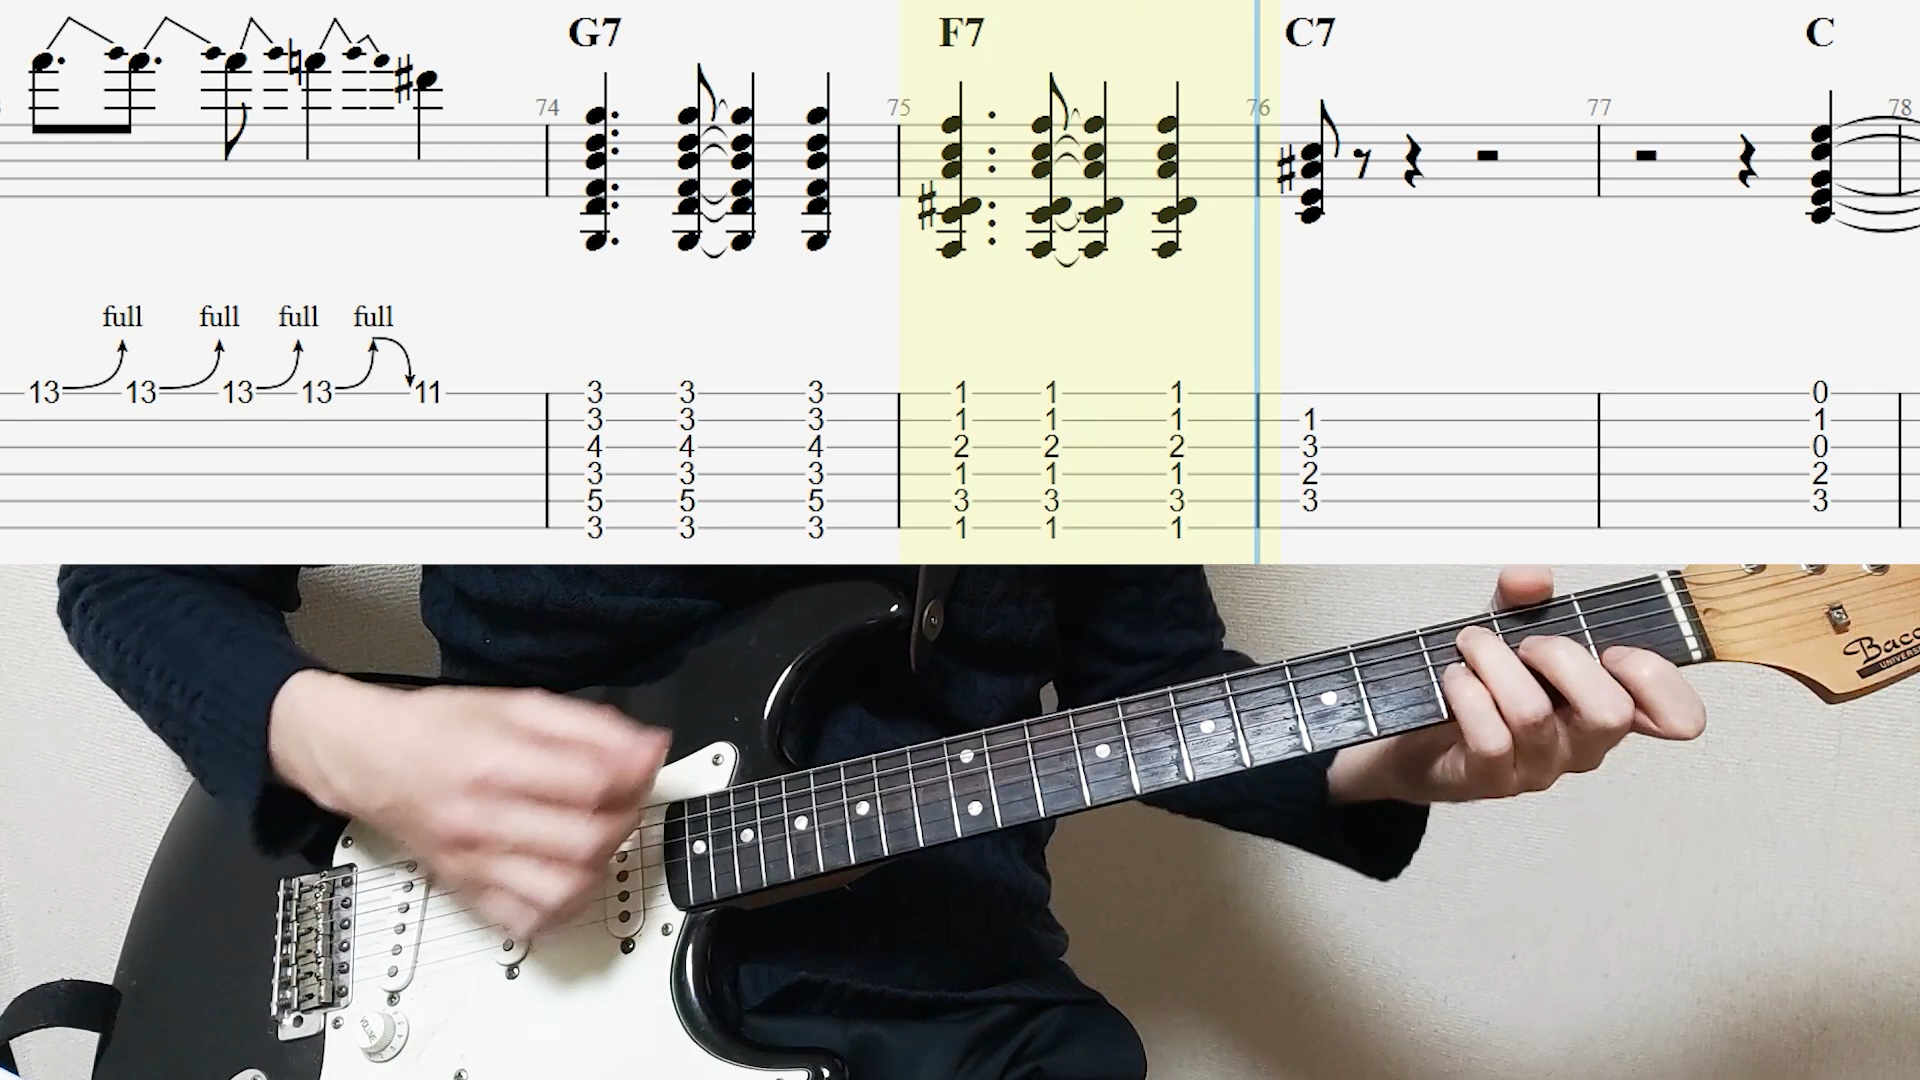 G7 F7 C7 C
74 75 76 77 78
full full full full
13 13 13 13 11 3 3 3 1 1 1 0
3 3 3 1 1 1 1 1
4 4 4 2 2 2 3 0
3 3 3 1 1 1 2 2
5 5 5 3 3 3 3 3
3 3 3 1 1 1
VOLUME